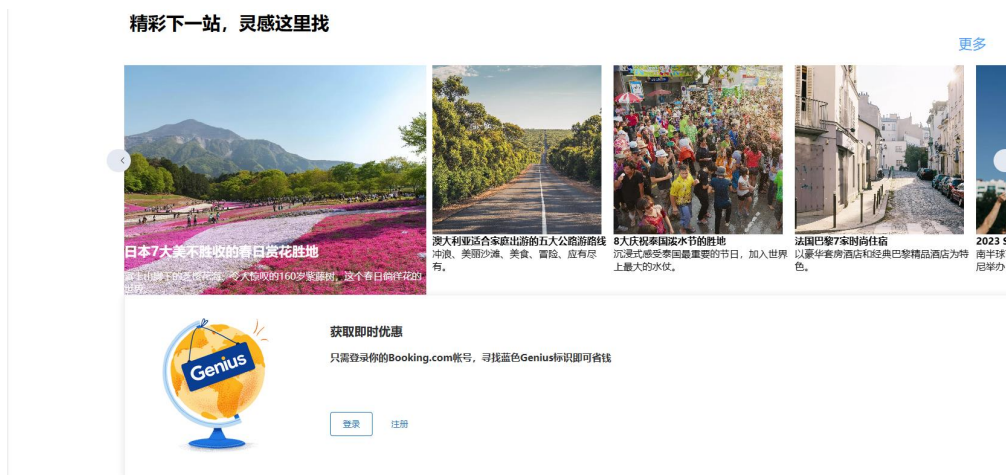 精彩下一站，灵感这里找
更多
日本7大美不胜收的春日赏花胜地
这个春日徜徉花的
澳大利亚适合家庭出游的五大公路游路线
冲浪、美丽沙滩、美食、冒险，应有尽
有。
8大庆祝泰国泼水节的胜地
沉浸式感受泰国最重要的节日，加入世界
上最大的水仗。
法国巴黎7家时尚住宿
以豪华套房酒店和经典巴黎精品酒店为特
色。
2023 S
南半球
尼举办
Genius
获取即时优惠
只需登录你的Booking.com帐号，寻找蓝色Genius标识即可省钱
登录
注册